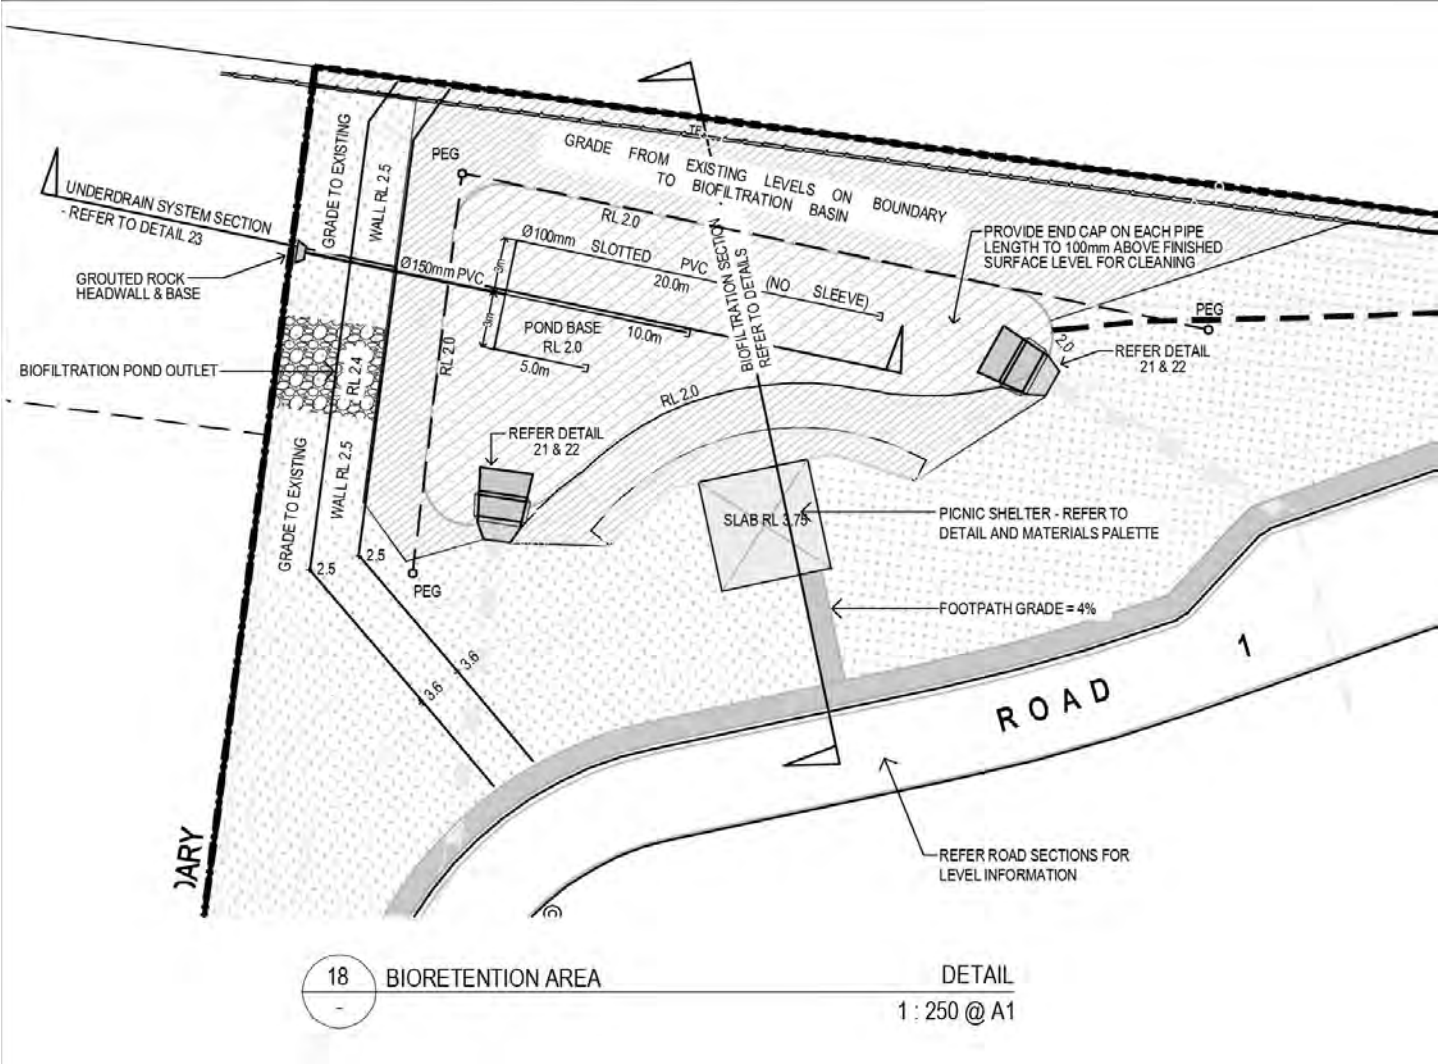 PEG
GRADE FROM EXISTING LEVELS ON BOUNDARY
TO BIOFILTRATION BASIN
GRADE TO EXISTING
WALL RL 2.5
UNDERDRAIN SYSTEM SECTION
- REFER TO DETAIL 23
RL 2.0
Ø100mm SLOTTED PVC (NO SLEEVE)
20.0m
PROVIDE END CAP ON EACH PIPE
LENGTH TO 100mm ABOVE FINISHED
SURFACE LEVEL FOR CLEANING
BIOFILTRATION SECTION
REFER TO DETAILS
GROUTED ROCK
HEADWALL & BASE
Ø150mm PVC
3m
3m
10.0m
POND BASE
RL 2.0
5.0m
PEG
2.0
REFER DETAIL
21 & 22
BIOFILTRATION POND OUTLET
RL 2.4
RL 2.0
RL 2.0
REFER DETAIL
21 & 22
GRADE TO EXISTING
WALL RL 2.5
SLAB RL 3.75
PICNIC SHELTER - REFER TO
DETAIL AND MATERIALS PALETTE
2.5
2.5
PEG
FOOTPATH GRADE = 4%
3.6
3.6
ROAD 1
DARY
REFER ROAD SECTIONS FOR
LEVEL INFORMATION
18
-
BIORETENTION AREA
DETAIL
1 : 250 @ A1